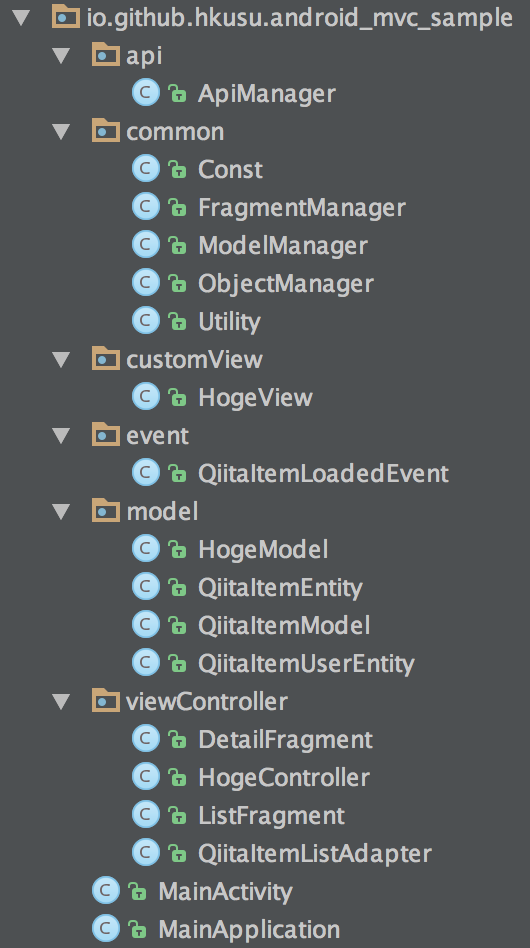 io.github.hkusu.android_mvc_sample
api
C ApiManager
common
C Const
C FragmentManager
C ModelManager
C ObjectManager
C Utility
customView
C HogeView
event
C QiitaItemLoadedEvent
model
C HogeModel
C QiitaItemEntity
C QiitaItemModel
C QiitaItemUserEntity
viewController
C DetailFragment
C HogeController
C ListFragment
C QiitaItemListAdapter
C MainActivity
C MainApplication